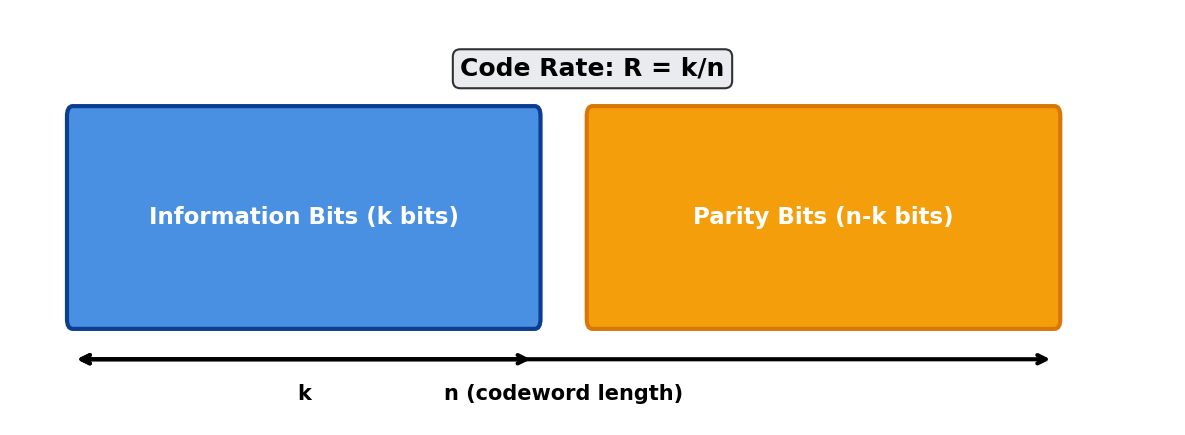 Code Rate: R = k/n
Information Bits (k bits)
Parity Bits (n-k bits)
k
n (codeword length)